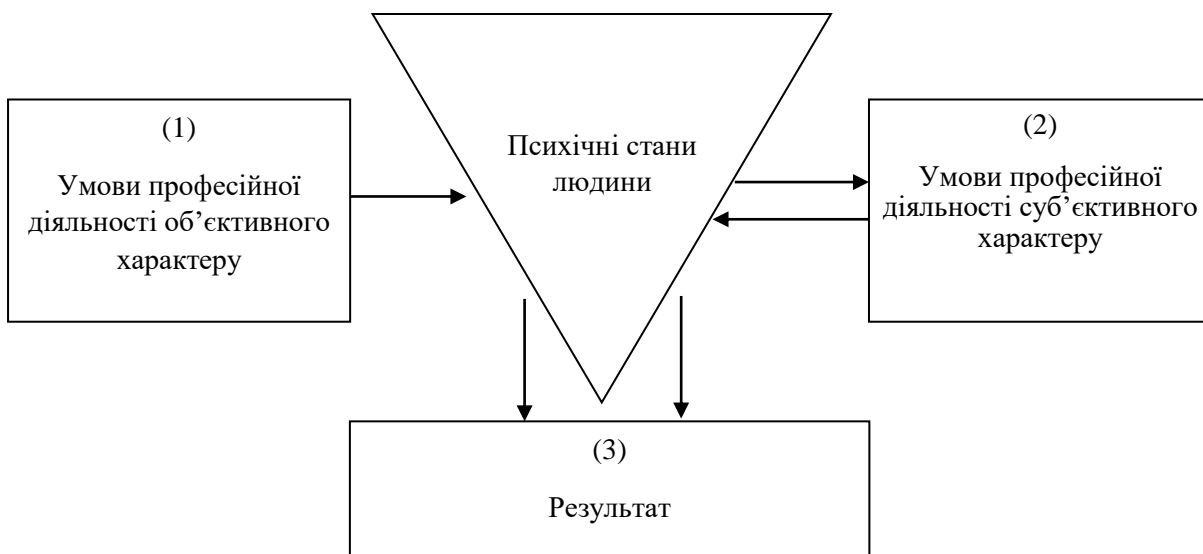 (1)
Умови професійної
діяльності об’єктивного
характеру
Психічні стани
людини
(2)
Умови професійної
діяльності суб’єктивного
характеру
(3)
Результат